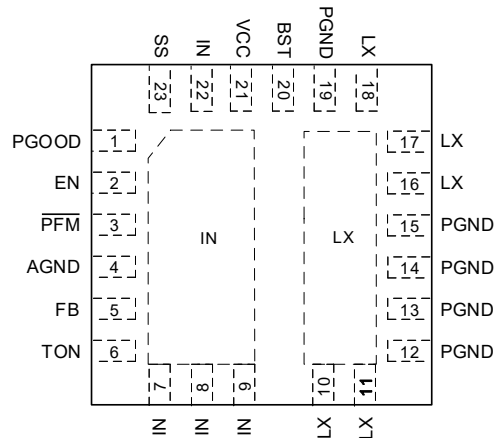 SS IN VCC BST PGND LX
23 22 21 20 19 18
PGOOD 1 17 LX
EN 2 16 LX
PFM 3 15 PGND
IN LX
AGND 4 14 PGND
FB 5 13 PGND
TON 6 12 PGND
7 8 9 10 11
IN IN IN LX LX